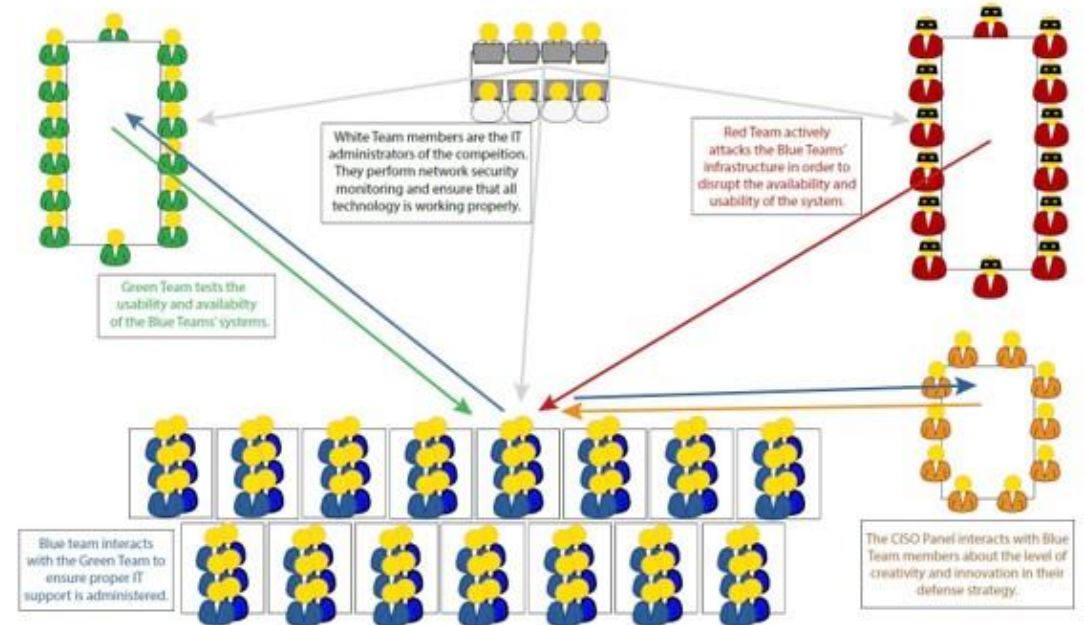 White Team members are the IT
administrators of the compeition.
They perform network security
monitoring and ensure that all
technology is working properly.
Red Team actively
attacks the Blue Teams'
infrastructure in order to
disrupt the availability and
usability of the system.
Green Team tests the
usability and availabilty
of the Blue Teams' systems.
Blue team interacts
with the Green Team to
ensure proper IT
support is administered.
The CISO Panel interacts with Blue
Team members about the level of
creativity and innovation in their
defense strategy.